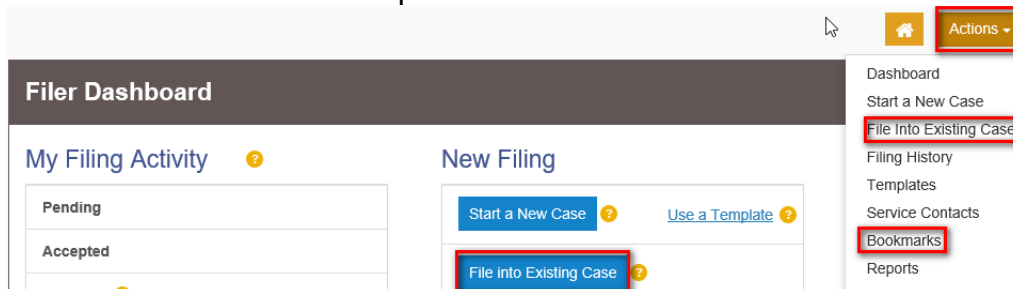 Actions
Filer Dashboard
My Filing Activity ?
Pending
Accepted
New Filing
Start a New Case ? Use a Template ?
File into Existing Case ?
Dashboard
Start a New Case
File Into Existing Case
Filing History
Templates
Service Contacts
Bookmarks
Reports